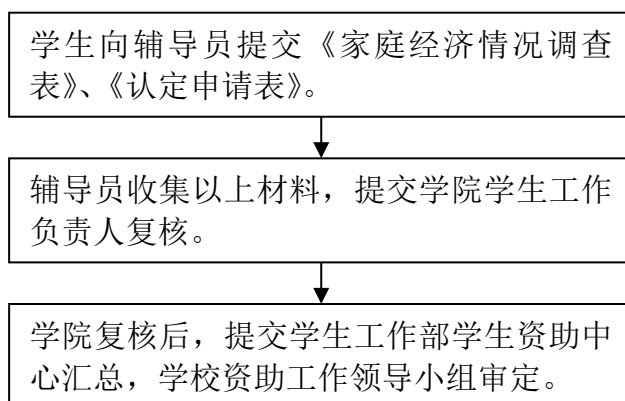 学生向辅导员提交《家庭经济情况调查
表》、《认定申请表》。
辅导员收集以上材料，提交学院学生工作
负责人复核。
学院复核后，提交学生工作部学生资助中
心汇总，学校资助工作领导小组审定。